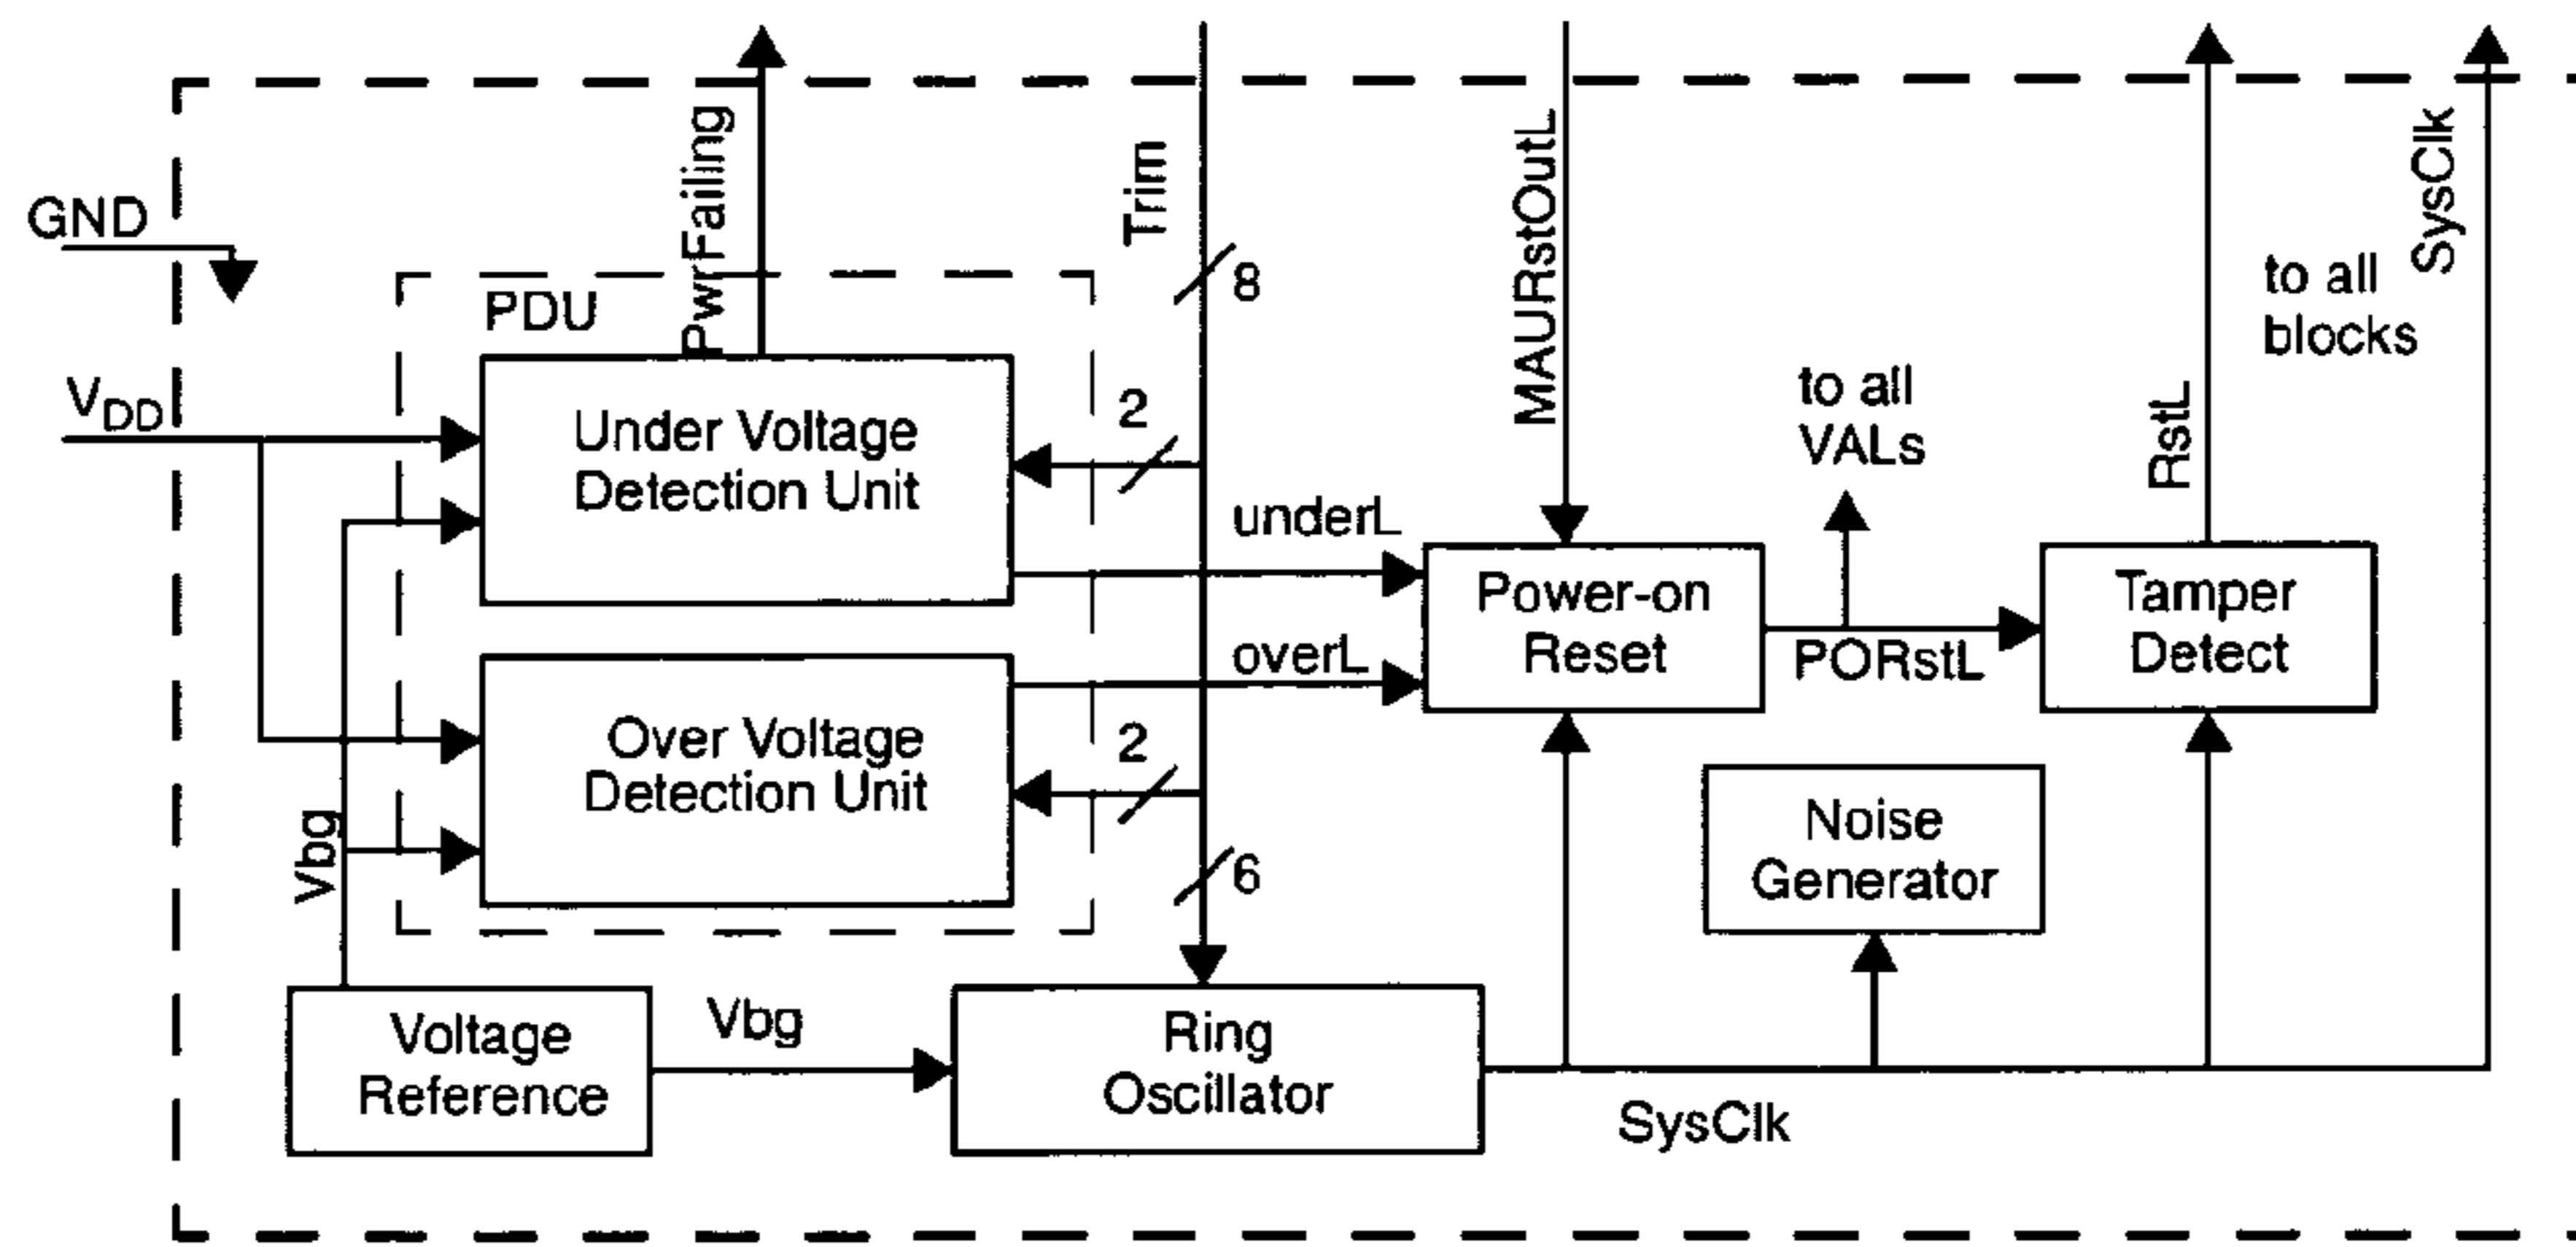 GND
VDD
PwrFailing
PDU
Under Voltage
Detection Unit
Over Voltage
Detection Unit
Vbg
Voltage
Reference
Vbg
Ring
Oscillator
Trim
8
2
2
6
underL
overL
MAURstOutL
Power-on
Reset
to all
VALs
PORstL
Tamper
Detect
Noise
Generator
RstL
to all
blocks
SysClk
SysClk